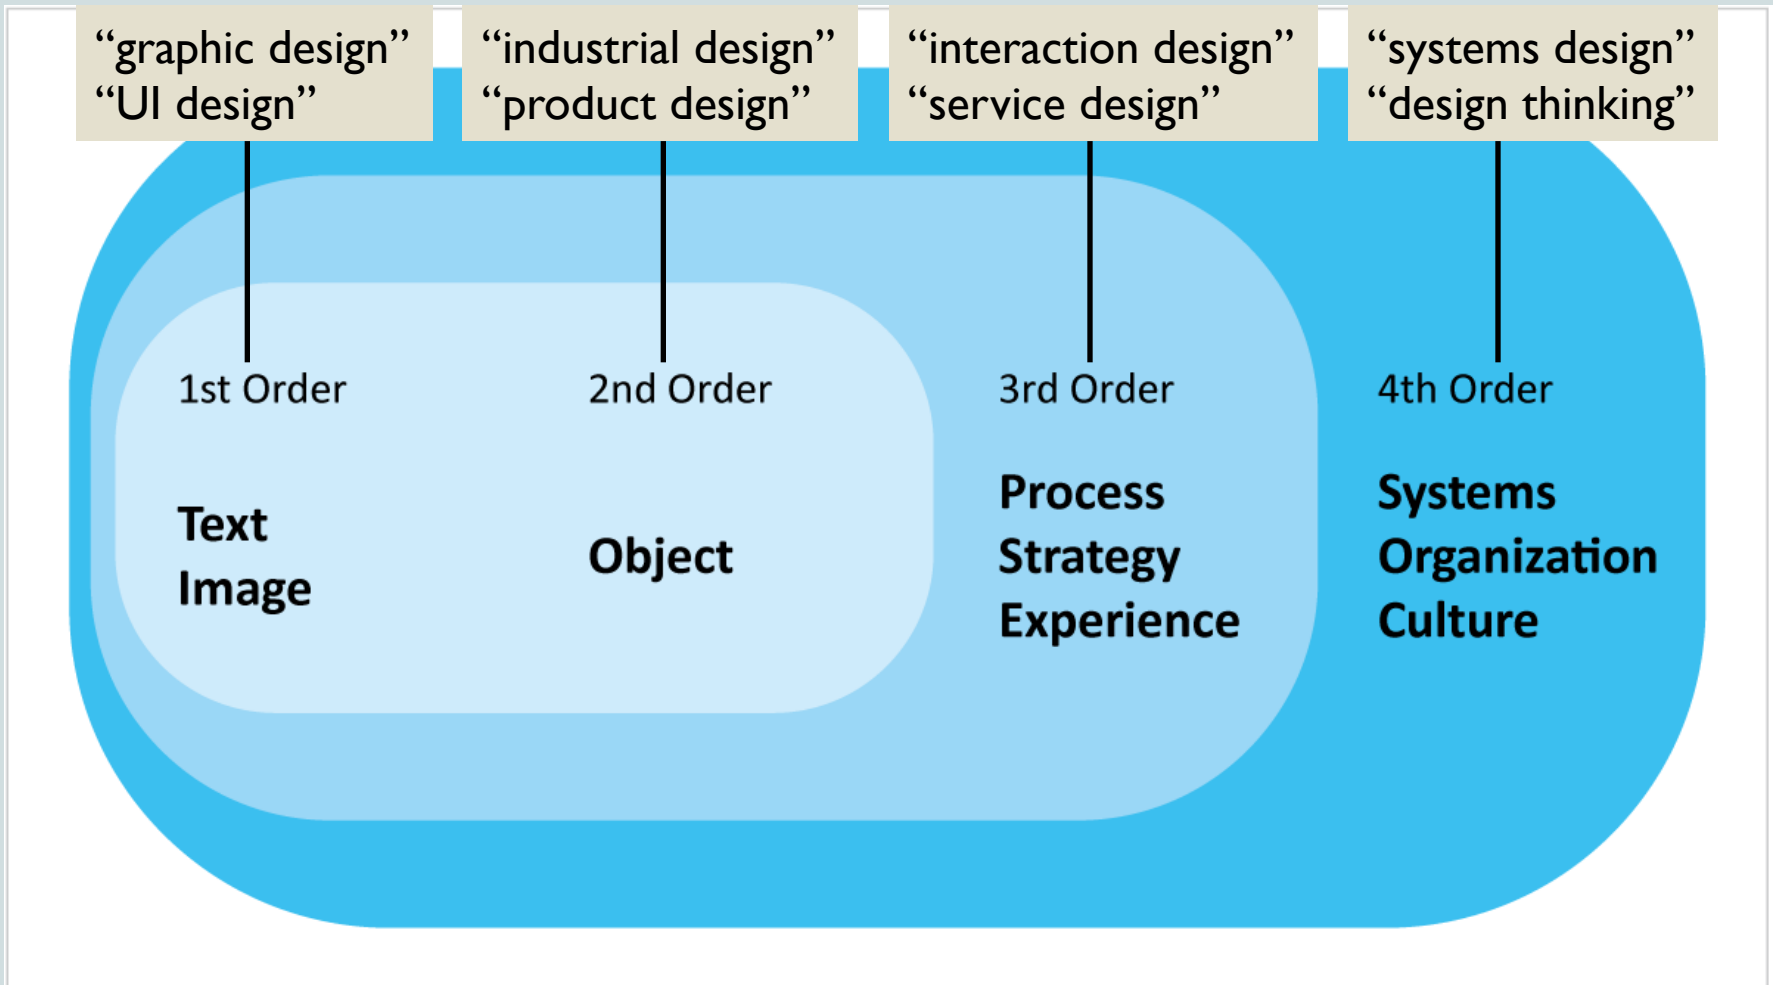 “graphic design”
“UI design”
“industrial design”
“product design”
“interaction design”
“service design”
“systems design”
“design thinking”
1st Order
Text
Image
2nd Order
Object
3rd Order
Process
Strategy
Experience
4th Order
Systems
Organization
Culture